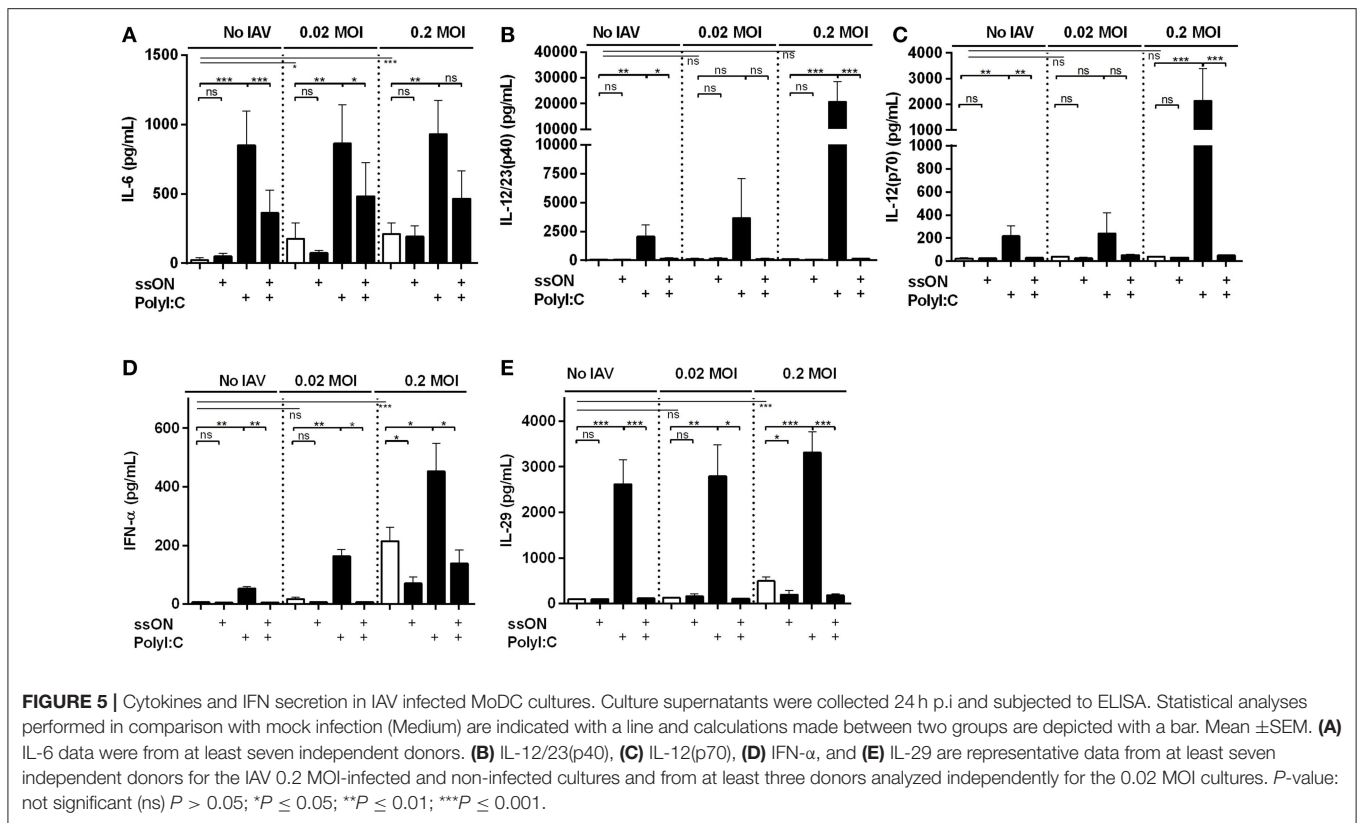 A
No IAV 0.02 MOI 0.2 MOI
1500
1000
500
0
IL-6 (pg/mL)
*
***
*** *** ** * ** ns
ns ns ns
ssON + + + + + +
PolyI:C + + + + + +
B
No IAV 0.02 MOI 0.2 MOI
40000
30000
20000
10000
10000
7500
5000
2500
0
IL-12/23(p40) (pg/mL)
ns
ns
** * ns ns *** ***
ns ns ns
+ + + + + +
+ + + + + +
C
No IAV 0.02 MOI 0.2 MOI
4000
3000
2000
1000
1000
800
600
400
200
0
IL-12(p70) (pg/mL)
ns
ns
** ** ns ns *** ***
ns ns ns
+ + + + + +
+ + + + + +
D
No IAV 0.02 MOI 0.2 MOI
600
400
200
0
IFN-α (pg/mL)
***
ns
** ** ** * * *
ns ns *
ssON + + + + + +
PolyI:C + + + + + +
E
No IAV 0.02 MOI 0.2 MOI
4000
3000
2000
1000
0
IL-29 (pg/mL)
***
ns
*** *** ** * *** ***
ns ns *
+ + + + + +
+ + + + + +
FIGURE 5 | Cytokines and IFN secretion in IAV infected MoDC cultures. Culture supernatants were collected 24 h p.i and subjected to ELISA. Statistical analyses
performed in comparison with mock infection (Medium) are indicated with a line and calculations made between two groups are depicted with a bar. Mean ±SEM. (A)
IL-6 data were from at least seven independent donors. (B) IL-12/23(p40), (C) IL-12(p70), (D) IFN-α, and (E) IL-29 are representative data from at least seven
independent donors for the IAV 0.2 MOI-infected and non-infected cultures and from at least three donors analyzed independently for the 0.02 MOI cultures. P-value:
not significant (ns) P > 0.05; *P ≤ 0.05; **P ≤ 0.01; ***P ≤ 0.001.